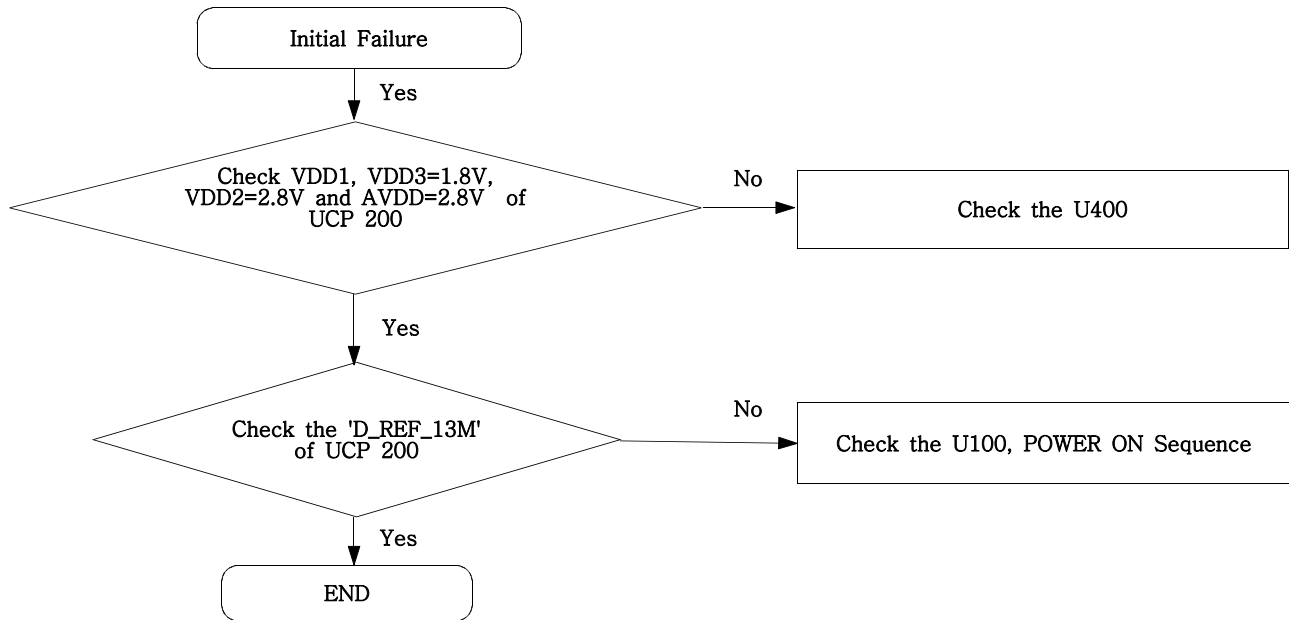 Initial Failure
Yes
Check VDD1, VDD3=1.8V,
VDD2=2.8V and AVDD=2.8V of
UCP 200
No
Check the U400
Yes
Check the 'D_REF_13M'
of UCP 200
No
Check the U100, POWER ON Sequence
Yes
END